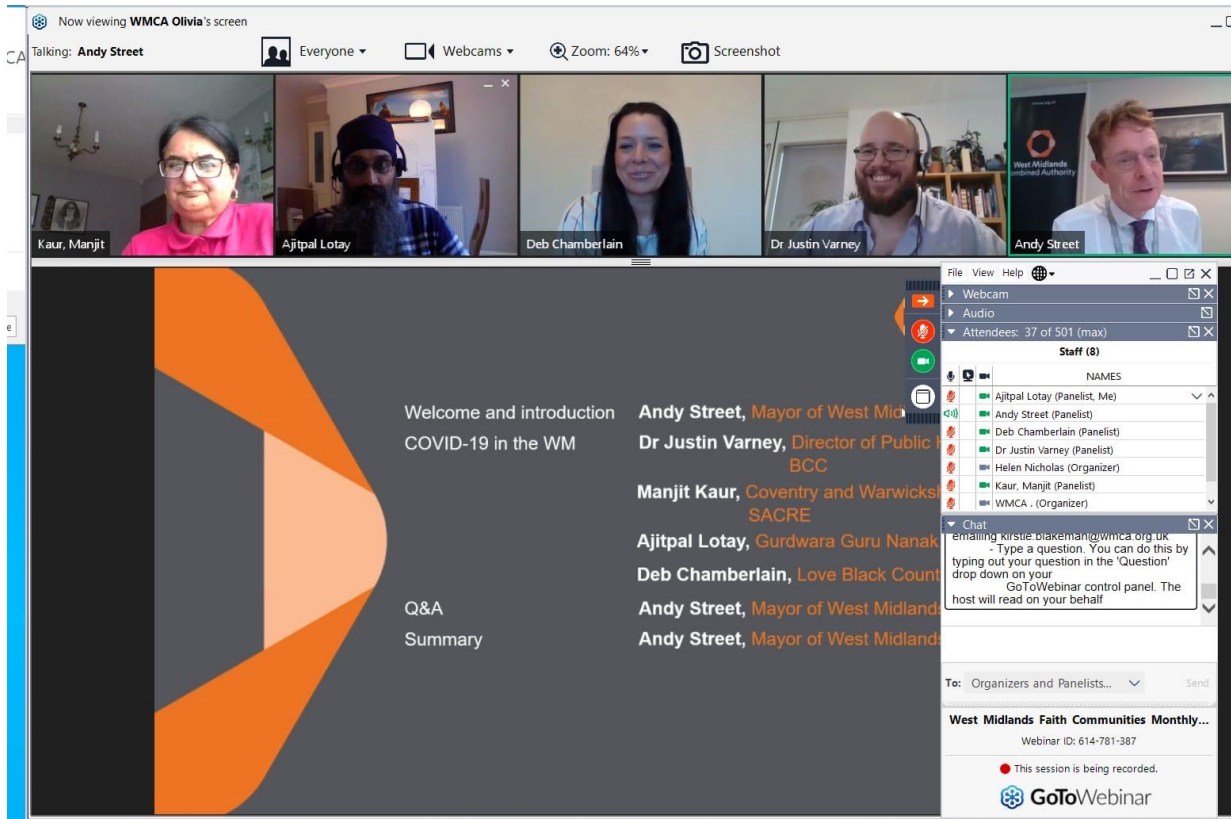 Now viewing WMCA Olivia's screen
Talking: Andy Street
Everyone
Webcams
Zoom: 64%
Screenshot
CA
West Midlands
ombined Authority
Kaur, Manjit
Ajitpal Lotay
Deb Chamberlain
Dr Justin Varney
Andy Street
e
Welcome and introduction Andy Street, Mayor of West Mid
COVID-19 in the WM Dr Justin Varney, Director of Public H
BCC
Manjit Kaur, Coventry and Warwicksh
SACRE
Ajitpal Lotay, Gurdwara Guru Nanak
Deb Chamberlain, Love Black Count
Q&A Andy Street, Mayor of West Midlands
Summary Andy Street, Mayor of West Midlands
File View Help
Webcam
Audio
Attendees: 37 of 501 (max)
Staff (8)
NAMES
Ajitpal Lotay (Panelist, Me)
Andy Street (Panelist)
Deb Chamberlain (Panelist)
Dr Justin Varney (Panelist)
Helen Nicholas (Organizer)
Kaur, Manjit (Panelist)
WMCA . (Organizer)
Chat
emailing kirstie.blakeman@wmca.org.uk
- Type a question. You can do this by
typing out your question in the 'Question'
drop down on your
GoToWebinar control panel. The
host will read on your behalf
To: Organizers and Panelists... Send
West Midlands Faith Communities Monthly...
Webinar ID: 614-781-387
This session is being recorded.
GoToWebinar